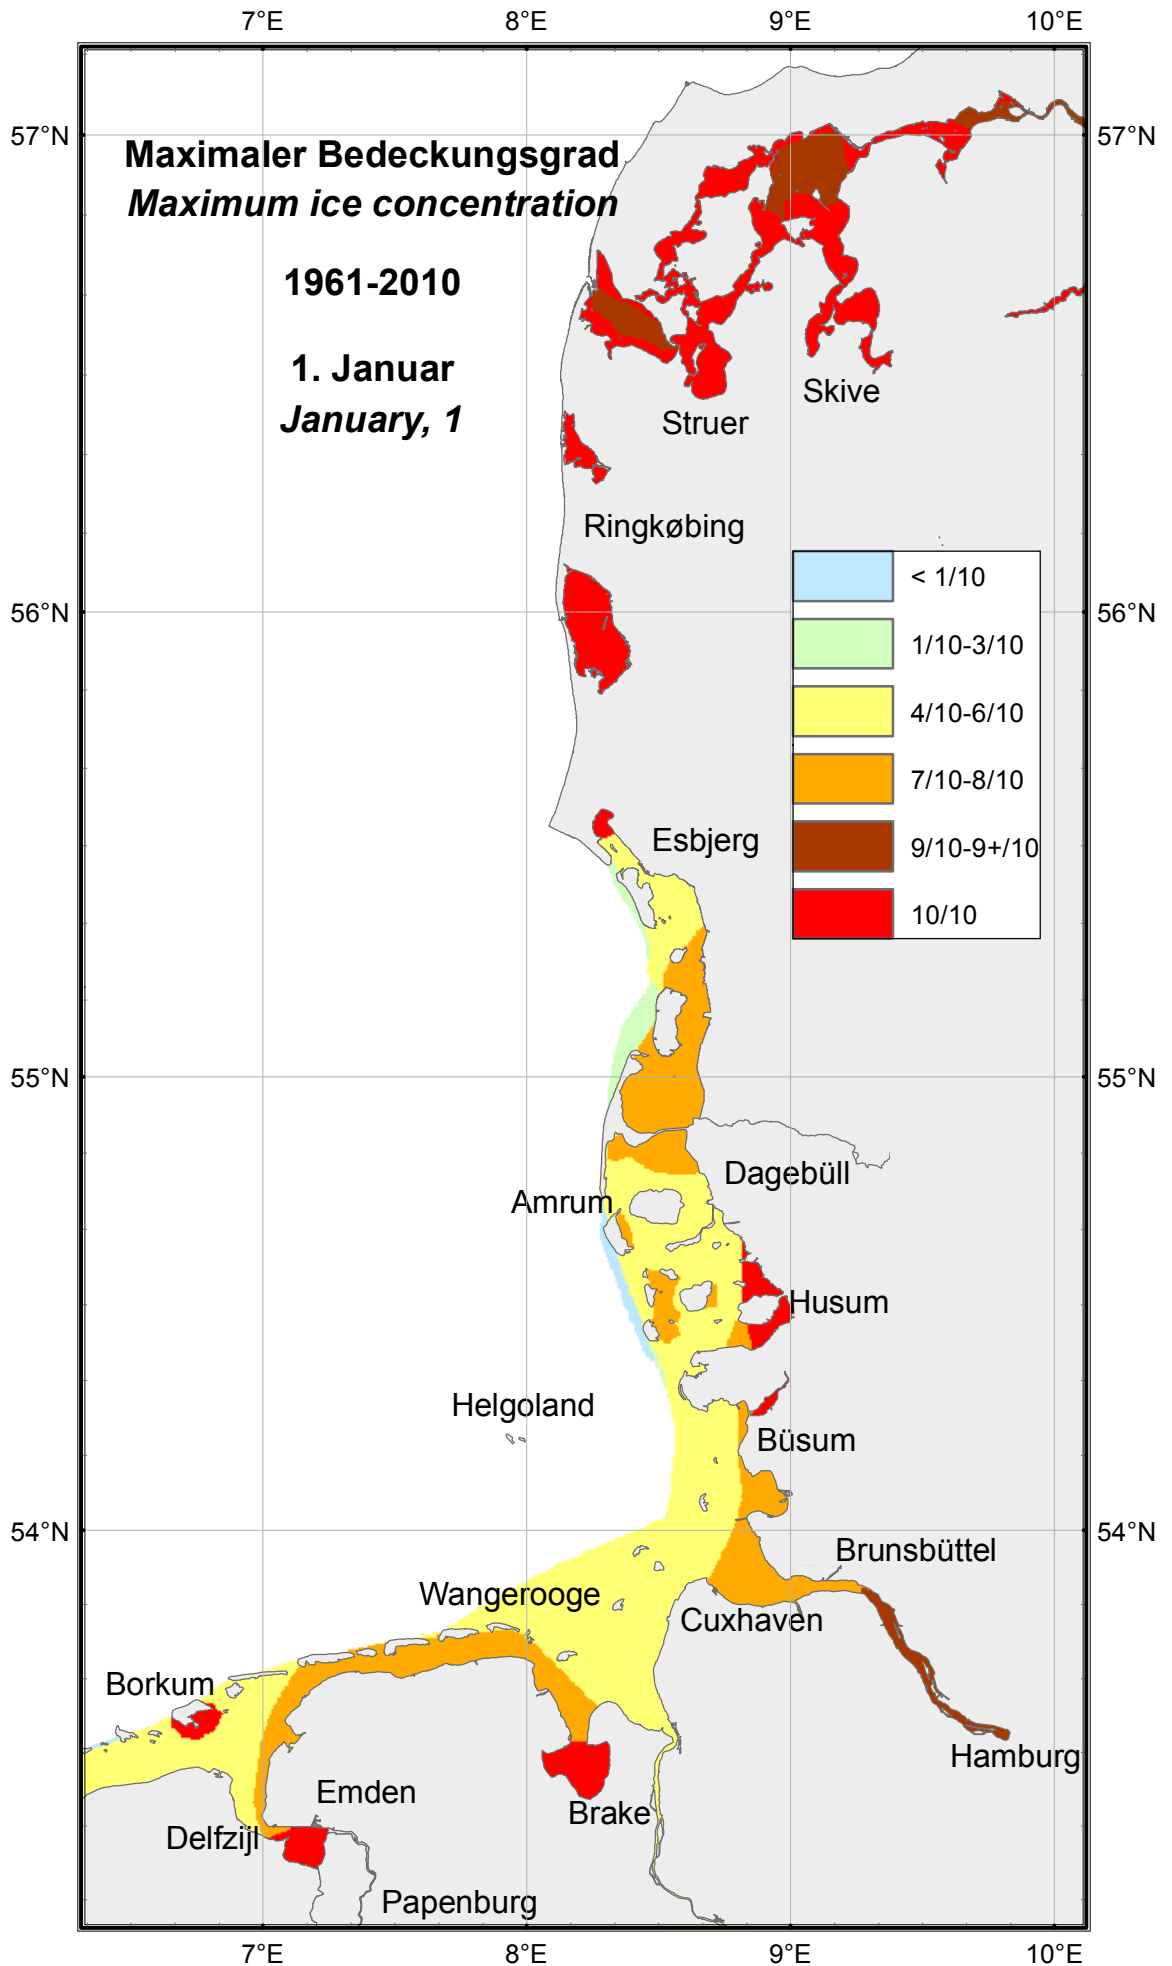 7°E 8°E 9°E 10°E
57°N 57°N
Maximaler Bedeckungsgrad
Maximum ice concentration
1961-2010
1. Januar
January, 1
Skive
Struer
Ringkøbing
< 1/10
56°N 56°N
1/10-3/10
4/10-6/10
7/10-8/10
Esbjerg
9/10-9+/10
10/10
55°N 55°N
Dagebüll
Amrum
Husum
Helgoland
Büsum
54°N 54°N
Brunsbüttel
Wangerooge
Cuxhaven
Borkum
Hamburg
Emden
Brake
Delfzijl
Papenburg
7°E 8°E 9°E 10°E